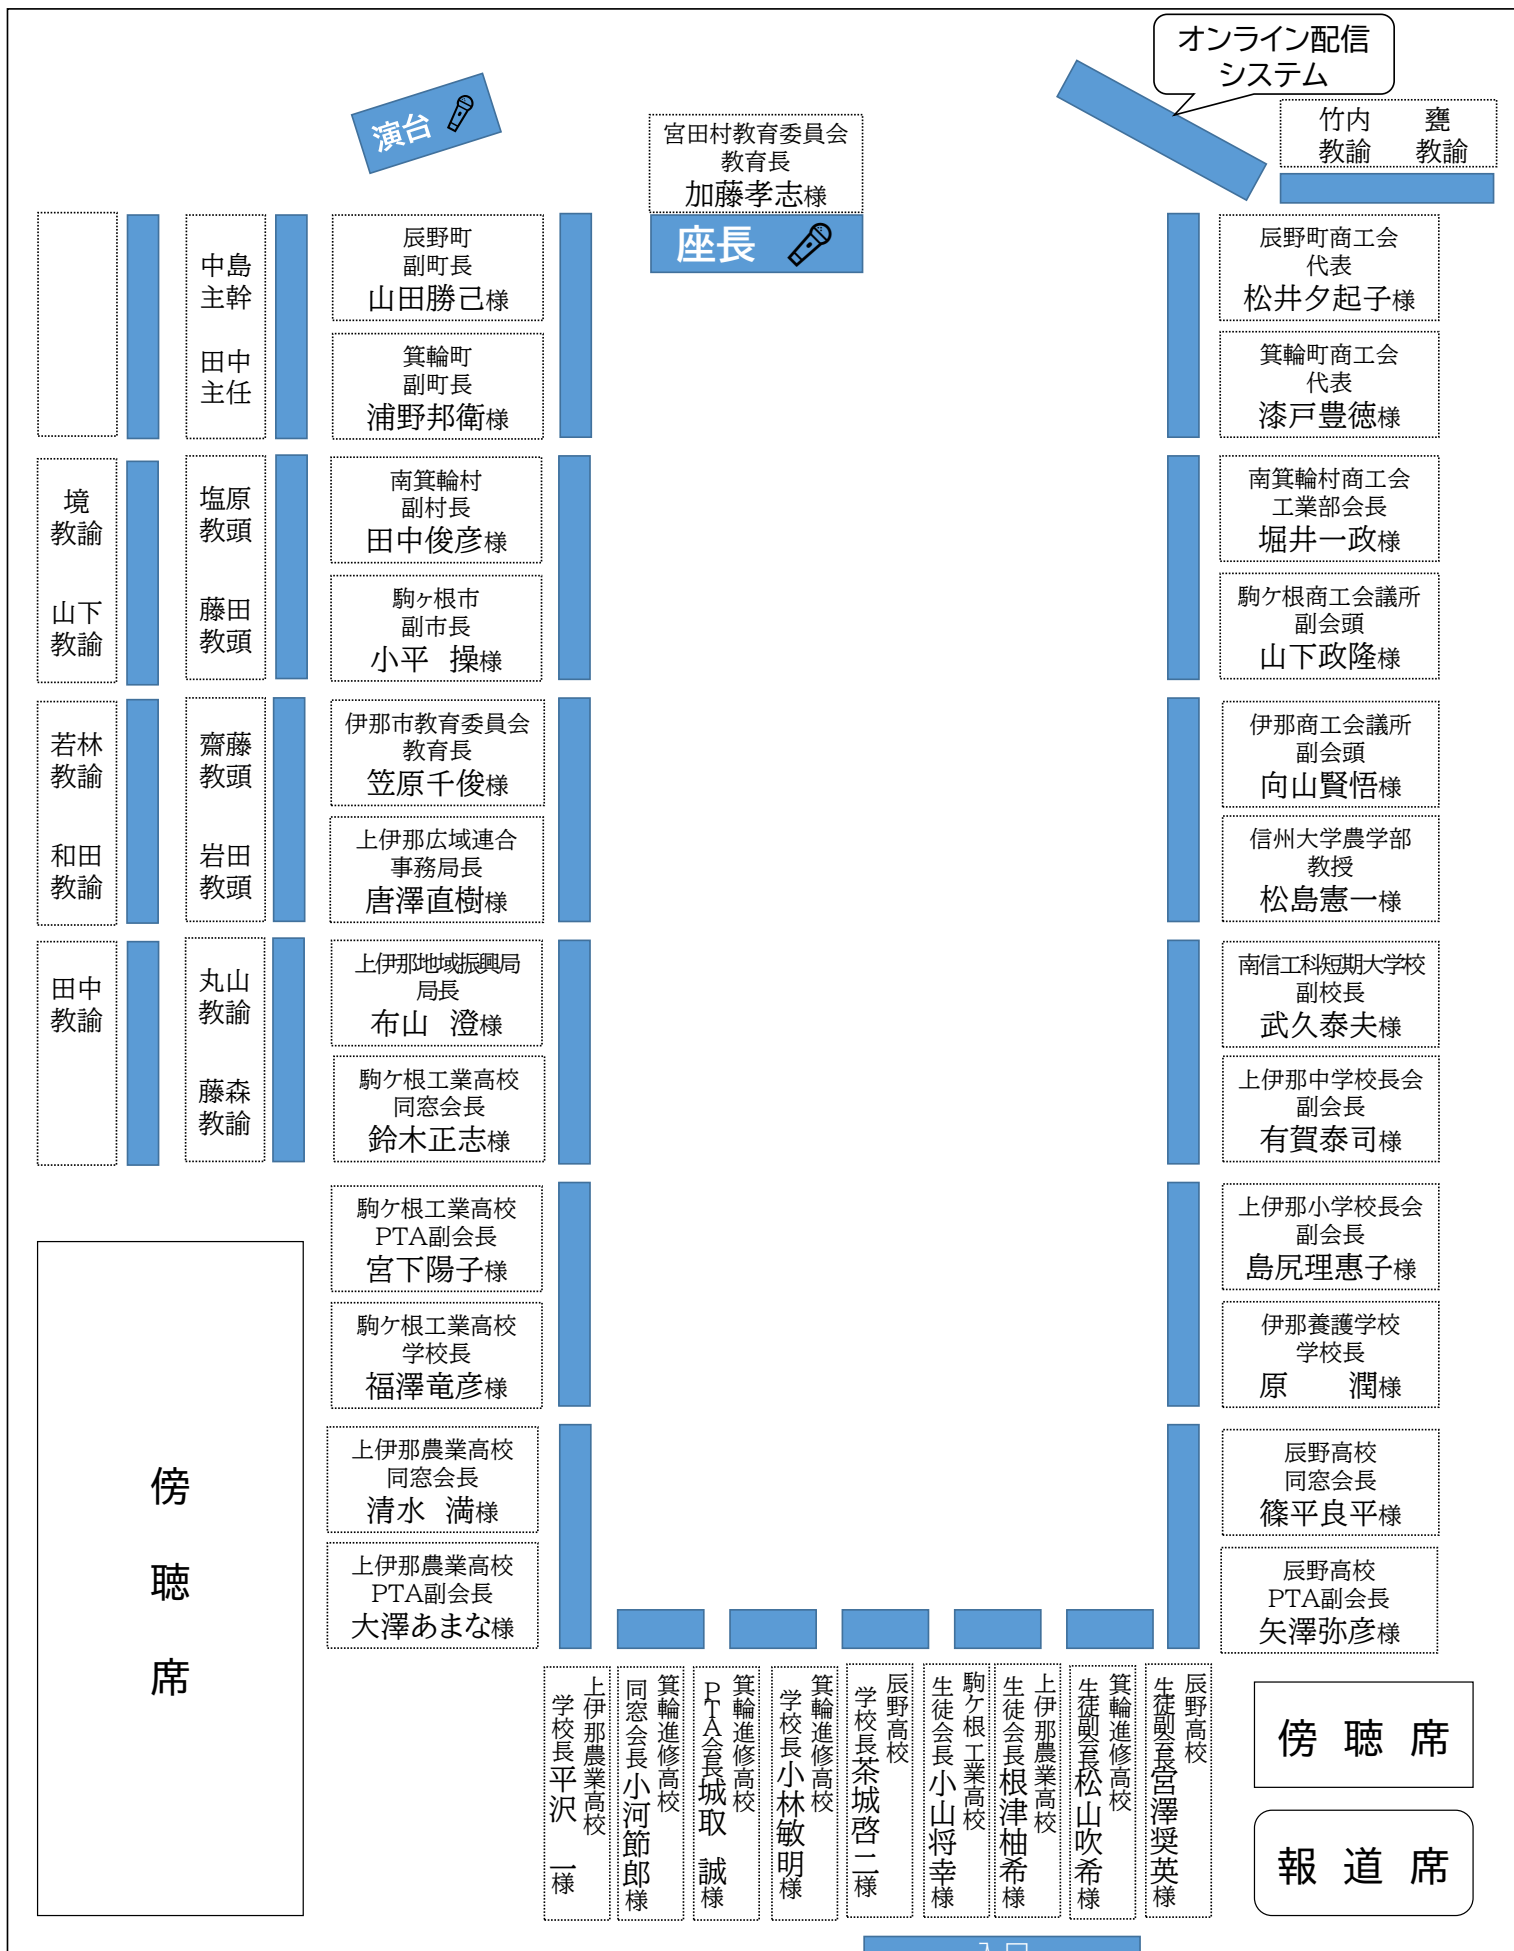 オンライン配信
システム
演台
宮田村教育委員会
教育長
加藤孝志様
座長
竹内
教諭
甕
教諭
中島
主幹
田中
主任
境
教諭
山下
教諭
塩原
教頭
藤田
教頭
若林
教諭
和田
教諭
齋藤
教頭
岩田
教頭
田中
教諭
丸山
教諭
藤森
教諭
辰野町
副町長
山田勝己様
箕輪町
副町長
浦野邦衛様
南箕輪村
副村長
田中俊彦様
駒ヶ根市
副市長
小平 操様
伊那市教育委員会
教育長
笠原千俊様
上伊那広域連合
事務局長
唐澤直樹様
上伊那地域振興局
局長
布山 澄様
駒ケ根工業高校
同窓会長
鈴木正志様
駒ケ根工業高校
PTA副会長
宮下陽子様
駒ケ根工業高校
学校長
福澤竜彦様
上伊那農業高校
同窓会長
清水 満様
上伊那農業高校
PTA副会長
大澤あまな様
辰野町商工会
代表
松井夕起子様
箕輪町商工会
代表
漆戸豊徳様
南箕輪村商工会
工業部会長
堀井一政様
駒ケ根商工会議所
副会頭
山下政隆様
伊那商工会議所
副会頭
向山賢悟様
信州大学農学部
教授
松島憲一様
南信工科短期大学校
副校長
武久泰夫様
上伊那中学校長会
副会長
有賀泰司様
上伊那小学校長会
副会長
島尻理恵子様
伊那養護学校
学校長
原 潤様
辰野高校
同窓会長
篠平良平様
辰野高校
PTA副会長
矢澤弥彦様
傍聴席
上伊那農業高校
学校長平沢 一様
箕輪進修高校
同窓会長小河節郎様
箕輪進修高校
PTA会長城取 誠様
箕輪進修高校
学校長小林敏明様
辰野高校
学校長茶城啓二様
駒ケ根工業高校
生徒会長小山将幸様
上伊那農業高校
生徒会長根津柚希様
箕輪進修高校
生徒副会長松山吹希様
辰野高校
生徒副会長宮澤奨英様
傍聴席
報道席
入口